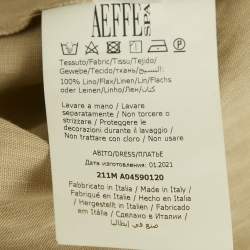 AEFFE SPA
Tessuto/Fabric/Tissu/Tejido/
Gewebe/Tecido/ткань/النسيج
100% Lino/Flax/Linen/Lin/Flachs
oder Leinen/Linho/Лен/كتان
Lavare a mano / Lavare
separatamente / Non torcere o
strizzare / Proteggere le
decorazioni durante il lavaggio /
Non trattare con cloro / Non usare
ABITO/DRESS/ПЛАТЬЕ
Дата изготовления: 01.2021
211M A04590120
Fabbricato in Italia / Made in Italy /
Fabriqué en Italie / Hecho en Italia
/ Hergestellt in Italien / Fabricado
em Itália / Сделано в Италии /
صنع في إيطاليا